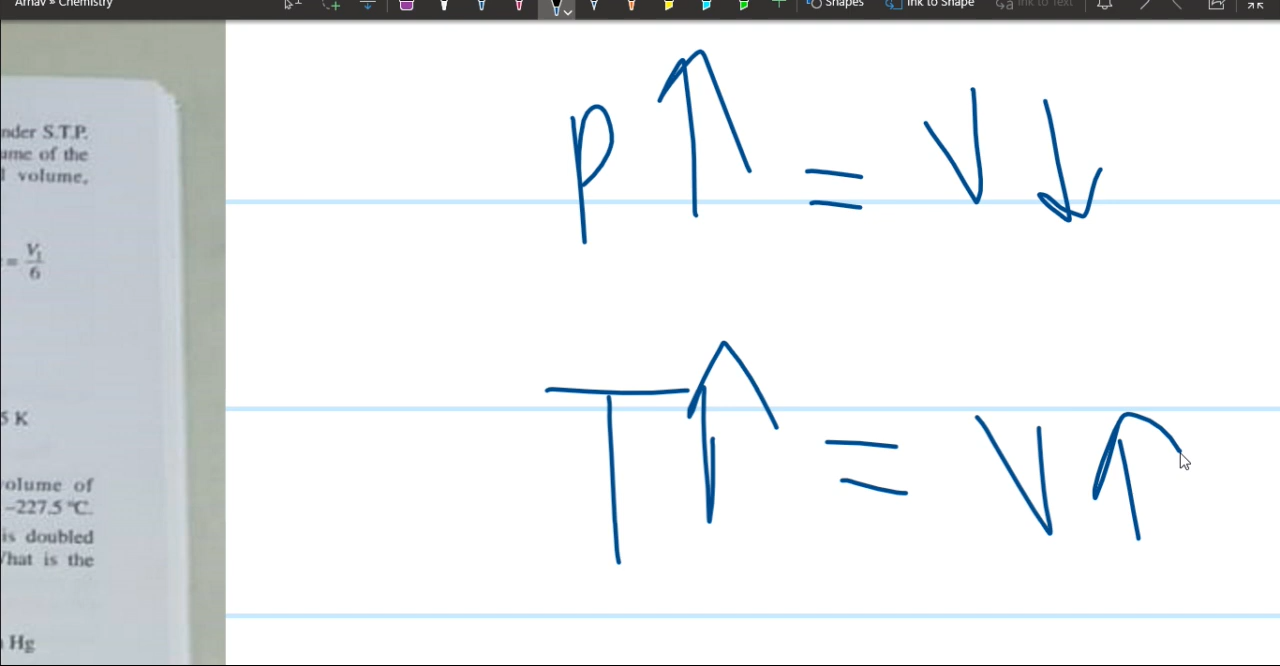 Arnav » Chemistry
Shapes
Ink to Shape
Ink to Text
nder S.T.P.
ume of the
volume,
= V₁/6
5 K
olume of
-227.5 °C.
is doubled
What is the
Hg
P ↑ = V ↓
T ↑ = V ↑